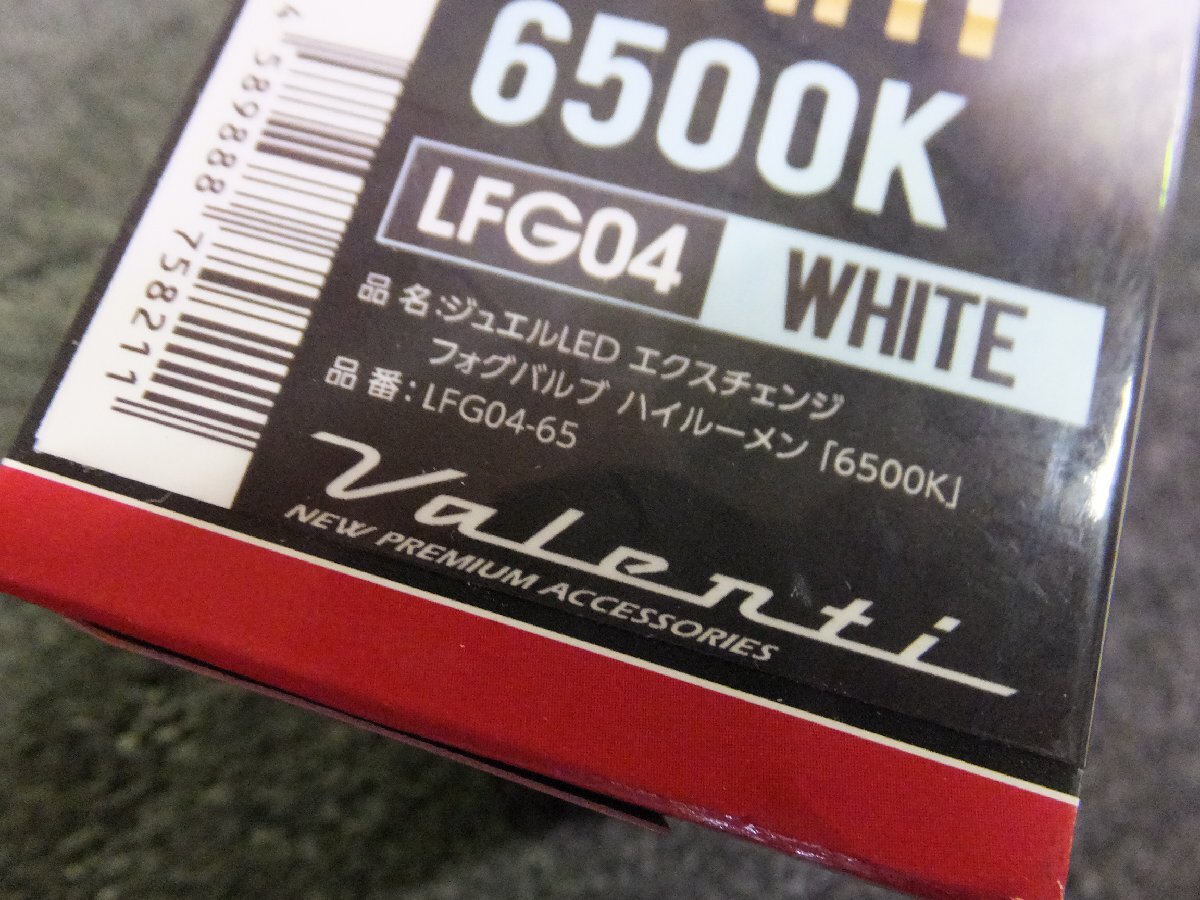 6500K
LFG04 WHITE
品 名:ジュエルLED エクスチェンジ
フォグバルブ ハイルーメン「6500K」
品 番: LFG04-65
Valenti
NEW PREMIUM ACCESSORIES
4 589888 758211